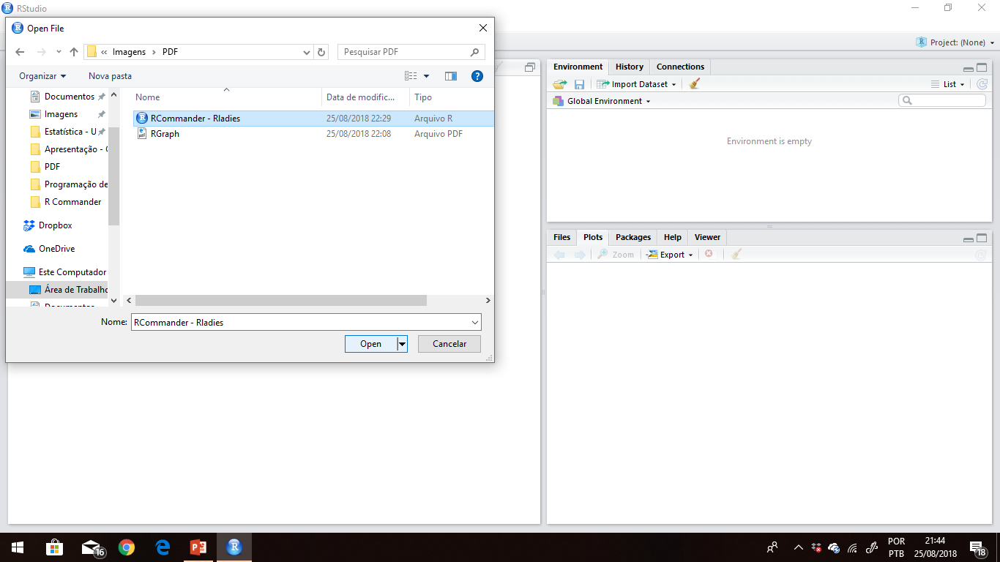 RStudio
Open File
« Imagens › PDF
Pesquisar PDF
Project: (None)
Organizar
Nova pasta
Nome
Data de modific...
Tipo
Documentos
Imagens
Estatística - U
Apresentação - C
PDF
Programação de
R Commander
Dropbox
OneDrive
Este Computador
Área de Trabalho
Documentos
RCommander - Rladies
25/08/2018 22:29
Arquivo R
RGraph
25/08/2018 22:08
Arquivo PDF
Nome:
RCommander - Rladies
Open
Cancelar
Environment
History
Connections
Import Dataset
List
Global Environment
Environment is empty
Files
Plots
Packages
Help
Viewer
Zoom
Export
16
POR
PTB
21:44
25/08/2018
18